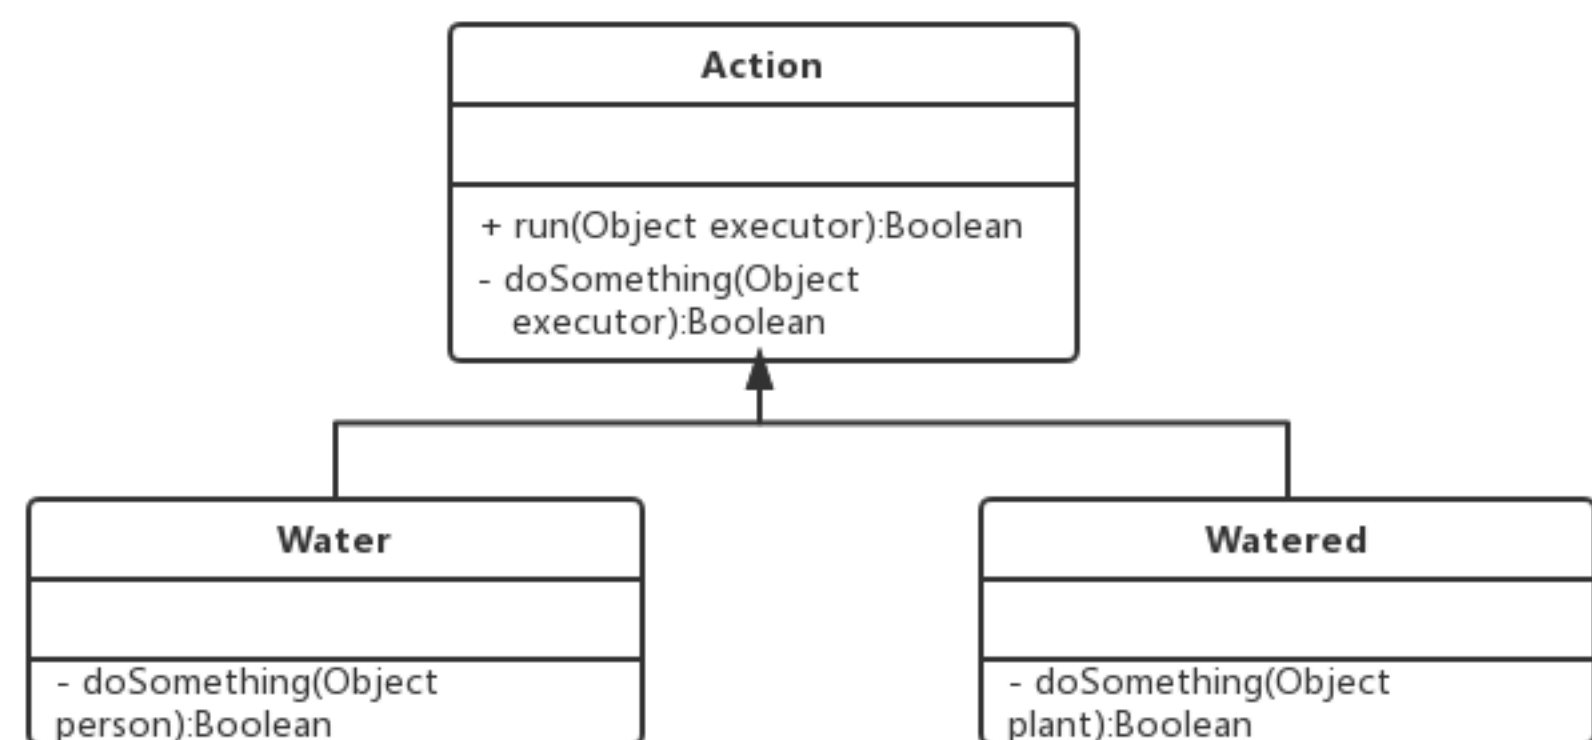 Action
+ run(Object executor):Boolean
- doSomething(Object
executor):Boolean
Water
- doSomething(Object
person):Boolean
Watered
- doSomething(Object
plant):Boolean